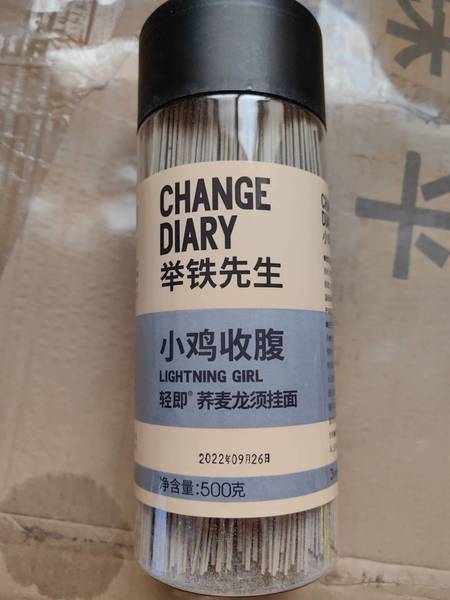 CHANGE
DIARY
举铁先生
小鸡收腹
LIGHTNING GIRL
轻即® 荞麦龙须挂面
2022年09月26日
净含量:500克